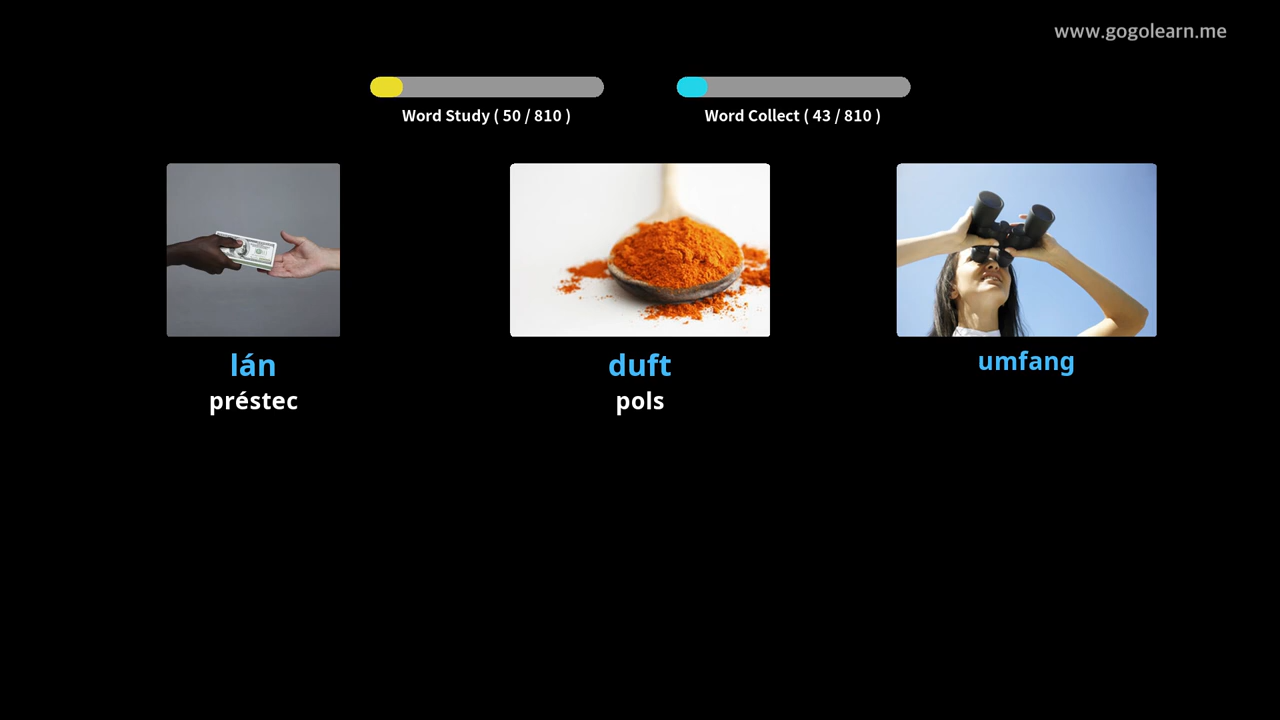 www.gogolearn.me
Word Study ( 50 / 810 )
Word Collect ( 43 / 810 )
lán
préstec
duft
pols
umfang